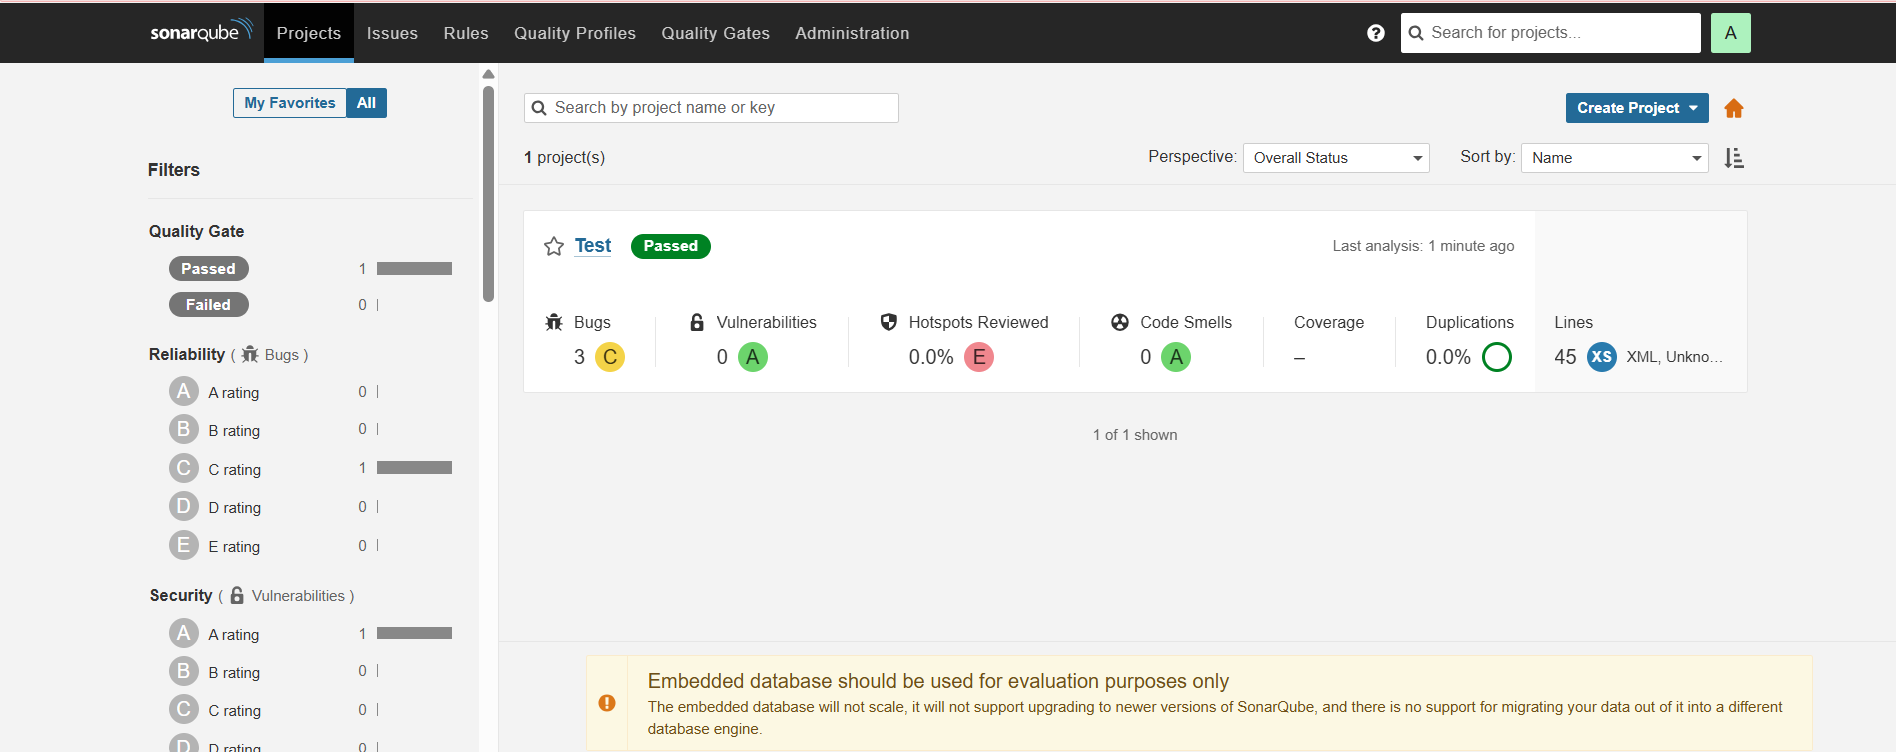 sonarqube Projects Issues Rules Quality Profiles Quality Gates Administration Search for projects... A
My Favorites All
Filters
Quality Gate
Passed 1
Failed 0
Reliability ( Bugs )
A A rating 0
B B rating 0
C C rating 1
D D rating 0
E E rating 0
Security ( Vulnerabilities )
A A rating 1
B B rating 0
C C rating 0
D D rating 0
Search by project name or key Create Project
1 project(s) Perspective: Overall Status Sort by: Name
Test Passed Last analysis: 1 minute ago
Bugs Vulnerabilities Hotspots Reviewed Code Smells Coverage Duplications Lines
3 C 0 A 0.0% E 0 A – 0.0% 45 XS XML, Unkno...
1 of 1 shown
Embedded database should be used for evaluation purposes only
The embedded database will not scale, it will not support upgrading to newer versions of SonarQube, and there is no support for migrating your data out of it into a different
database engine.